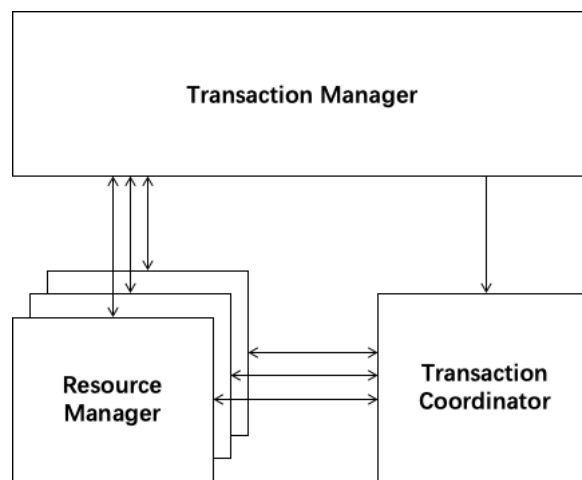 Transaction Manager
Resource
Manager
Transaction
Coordinator